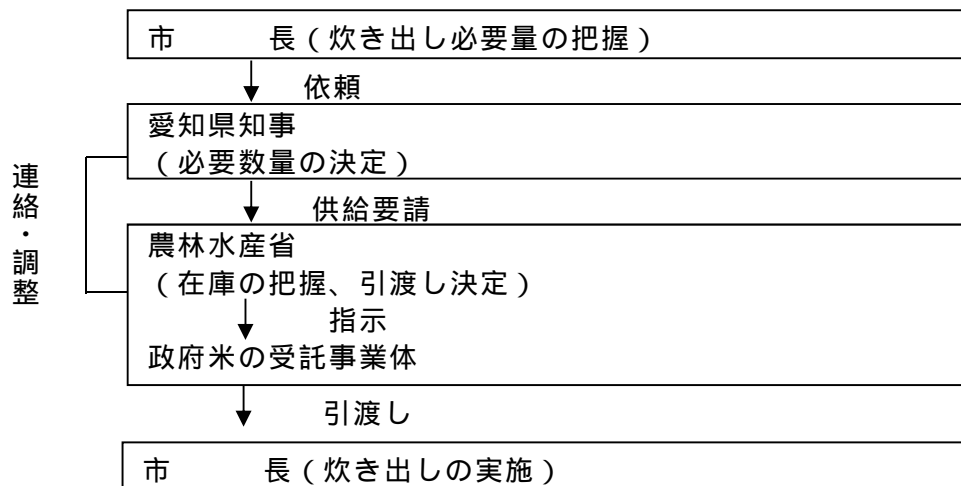 市　　　長（炊き出し必要量の把握）
依頼
愛知県知事
（必要数量の決定）
連絡・調整
供給要請
農林水産省
（在庫の把握、引渡し決定）
指示
政府米の受託事業体
引渡し
市　　　長（炊き出しの実施）